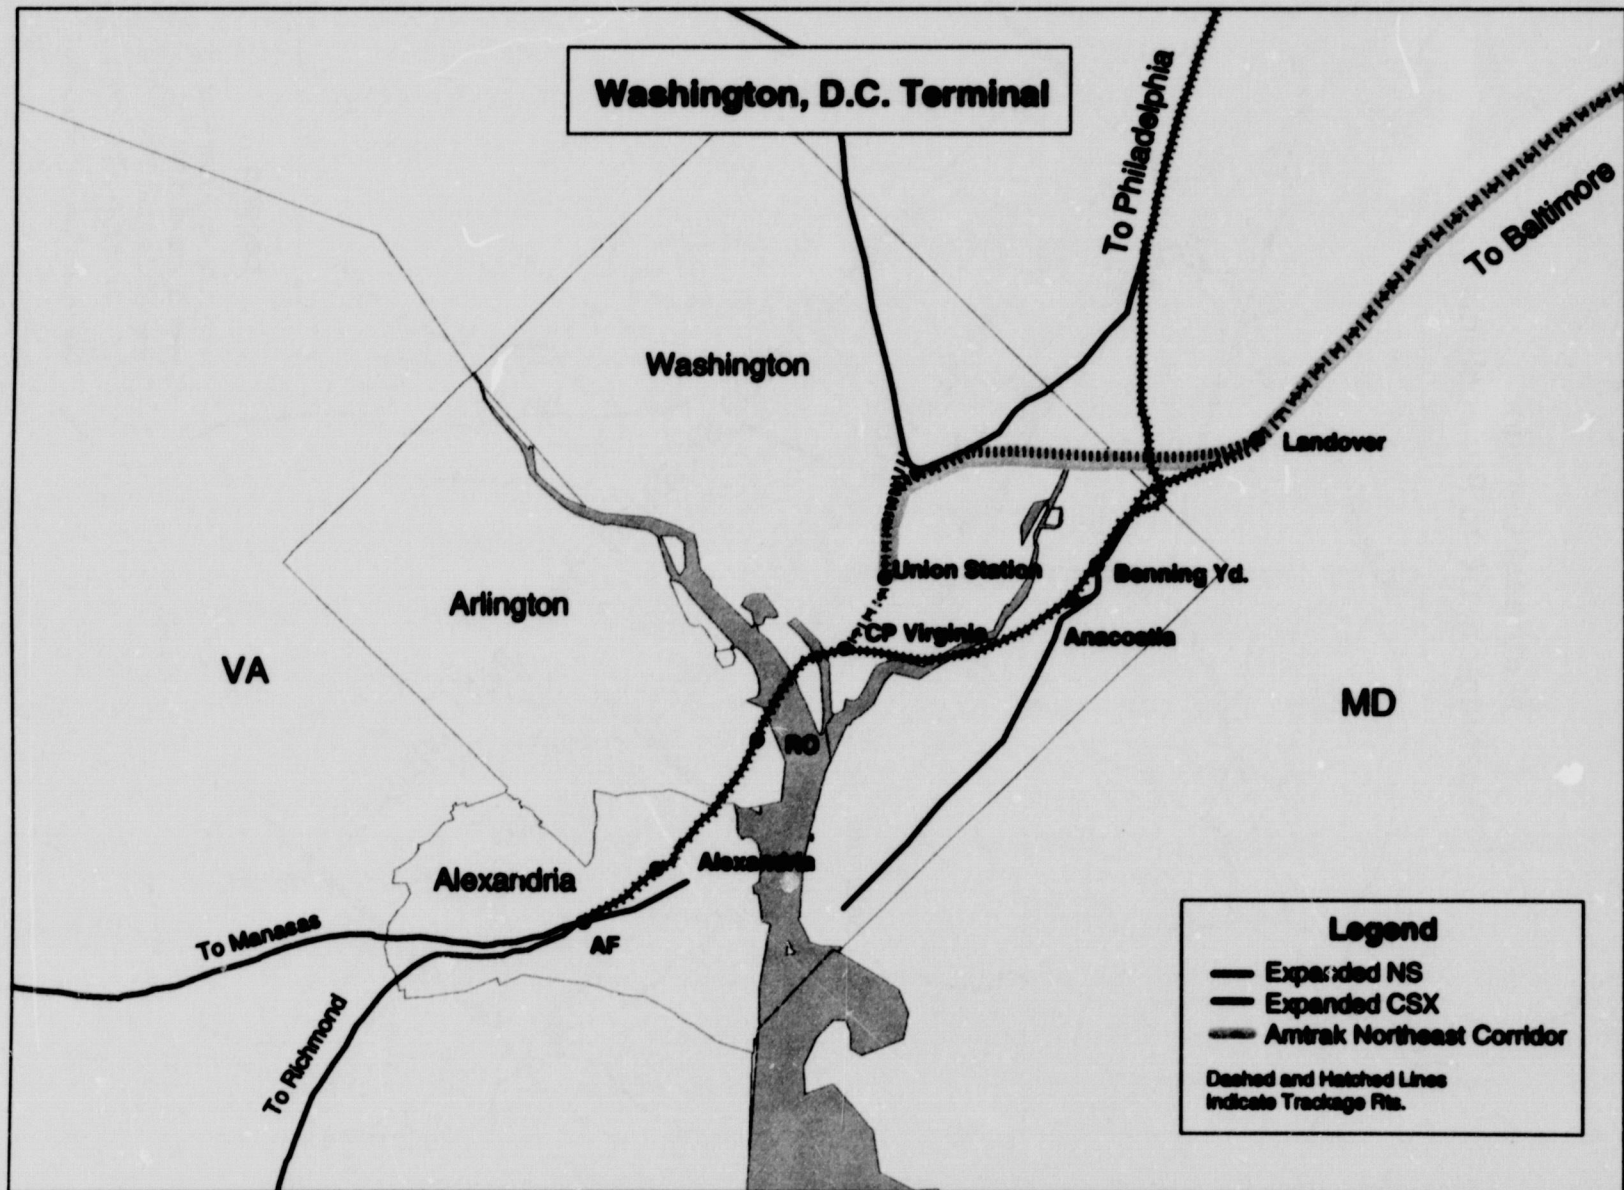 Washington, D.C. Terminal
To Philadelphia
To Baltimore
Washington
Landover
Union Station
Benning Yd.
Arlington
CP Virginia
Anacostia
VA
MD
RO
Alexandria
Alexandria
To Manasas
AF
To Richmond
Legend
Expanded NS
Expanded CSX
Amtrak Northeast Corridor
Dashed and Hatched Lines
Indicate Trackage Rts.